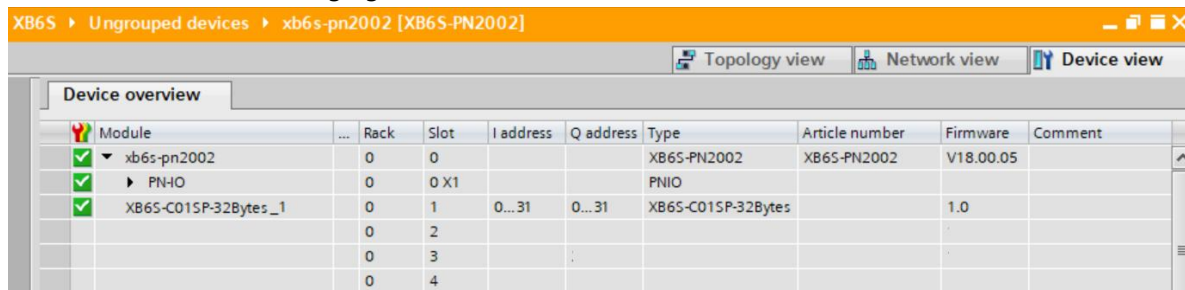 XB6S ▸ Ungrouped devices ▸ xb6s-pn2002 [XB6S-PN2002]
Topology view Network view Device view
Device overview
Module ... Rack Slot I address Q address Type Article number Firmware Comment
xb6s-pn2002 0 0 XB6S-PN2002 XB6S-PN2002 V18.00.05
PN-IO 0 0 X1 PNIO
XB6S-C01SP-32Bytes_1 0 1 0...31 0...31 XB6S-C01SP-32Bytes 1.0
0 2
0 3
0 4